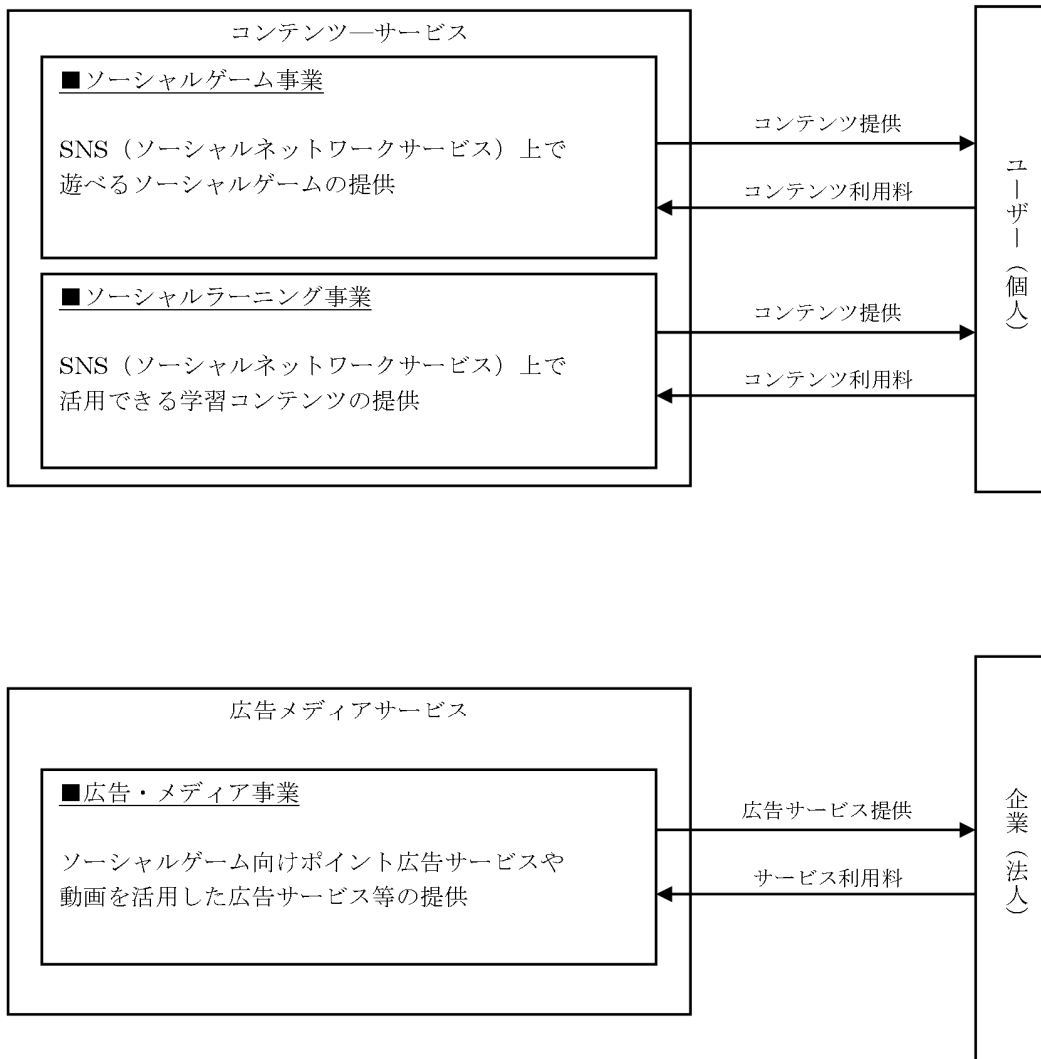 コンテンツ―サービス
■ソーシャルゲーム事業
SNS（ソーシャルネットワークサービス）上で
遊べるソーシャルゲームの提供
コンテンツ提供
コンテンツ利用料
■ソーシャルラーニング事業
SNS（ソーシャルネットワークサービス）上で
活用できる学習コンテンツの提供
コンテンツ提供
コンテンツ利用料
ユーザー（個人）
広告メディアサービス
■広告・メディア事業
ソーシャルゲーム向けポイント広告サービスや
動画を活用した広告サービス等の提供
広告サービス提供
サービス利用料
企業（法人）